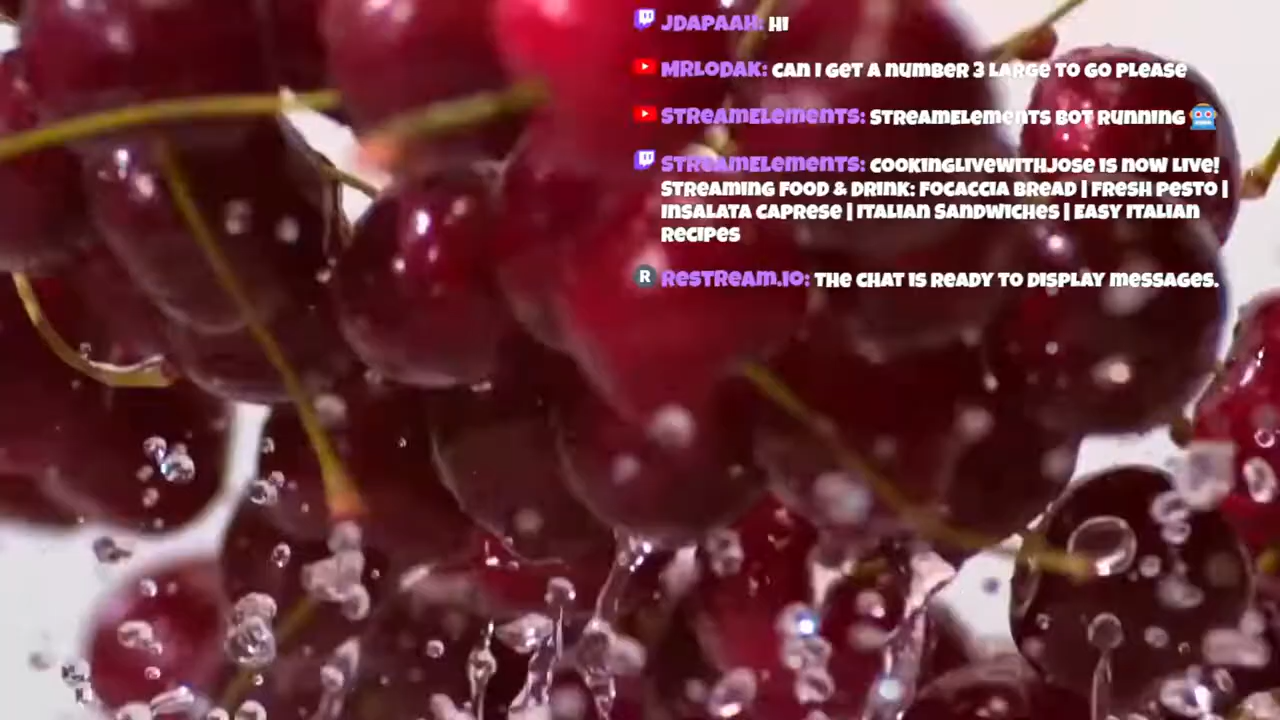 JDAPAAH: HI
MRLODAK: CAN I GET A NUMBER 3 LARGE TO GO PLEASE
STREAMELEMENTS: STREAMELEMENTS BOT RUNNING
STREAMELEMENTS: COOKINGLIVEWITHJOSE IS NOW LIVE!
STREAMING FOOD & DRINK: FOCACCIA BREAD | FRESH PESTO |
INSALATA CAPRESE | ITALIAN SANDWICHES | EASY ITALIAN
RECIPES
R RESTREAM.IO: THE CHAT IS READY TO DISPLAY MESSAGES.